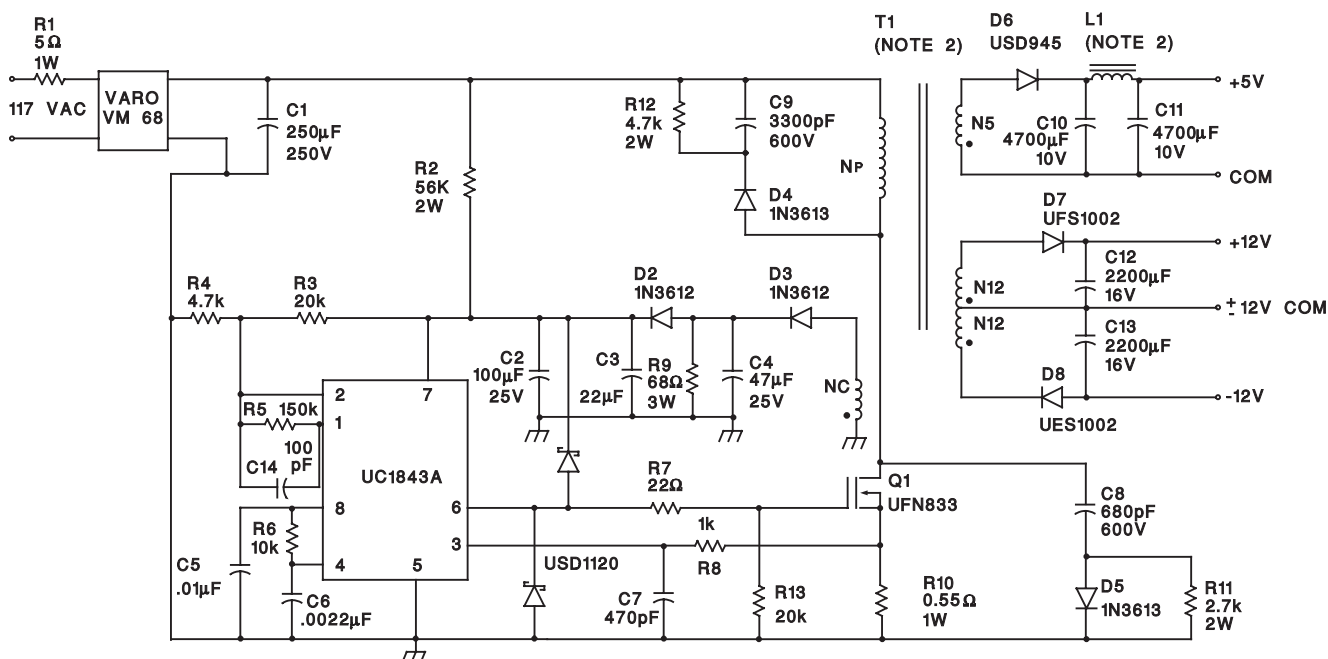 R1
5Ω
1W
117 VAC
VARO
VM 68
C1
250µF
250V
R2
56K
2W
R12
4.7k
2W
C9
3300pF
600V
D4
1N3613
NP
T1
(NOTE 2)
D6
USD945
L1
(NOTE 2)
+5V
N5
C10
4700µF
10V
C11
4700µF
10V
COM
D7
UFS1002
+12V
N12
N12
C12
2200µF
16V
± 12V COM
C13
2200µF
16V
D8
UES1002
-12V
R4
4.7k
R3
20k
D2
1N3612
D3
1N3612
C2
100µF
25V
C3
22µF
R9
68Ω
3W
C4
47µF
25V
NC
2
7
R5 150k
1
100
pF
C14
UC1843A
8
6
R6
10k
4
5
3
C5
.01µF
C6
.0022µF
R7
22Ω
1k
R8
USD1120
C7
470pF
R13
20k
Q1
UFN833
R10
0.55Ω
1W
C8
680pF
600V
D5
1N3613
R11
2.7k
2W